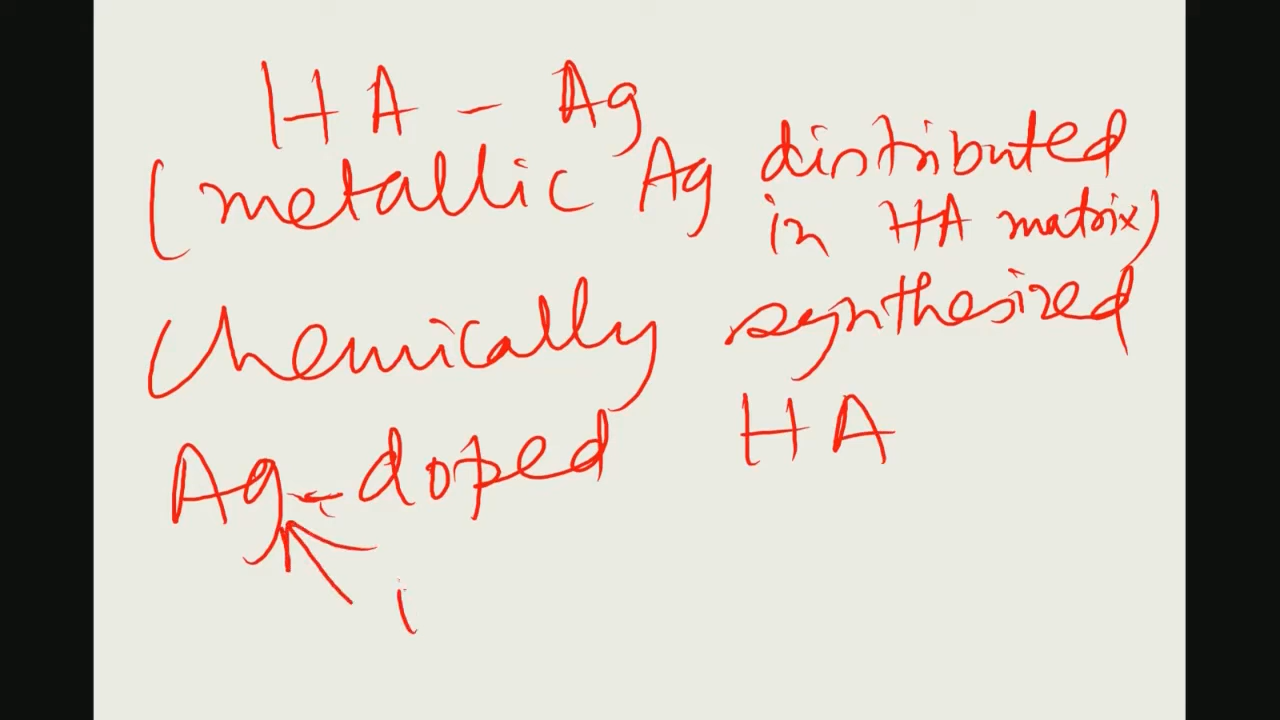 HA - Ag
(metallic Ag distributed
in HA matrix)
Chemically synthesized
Ag-doped HA
i